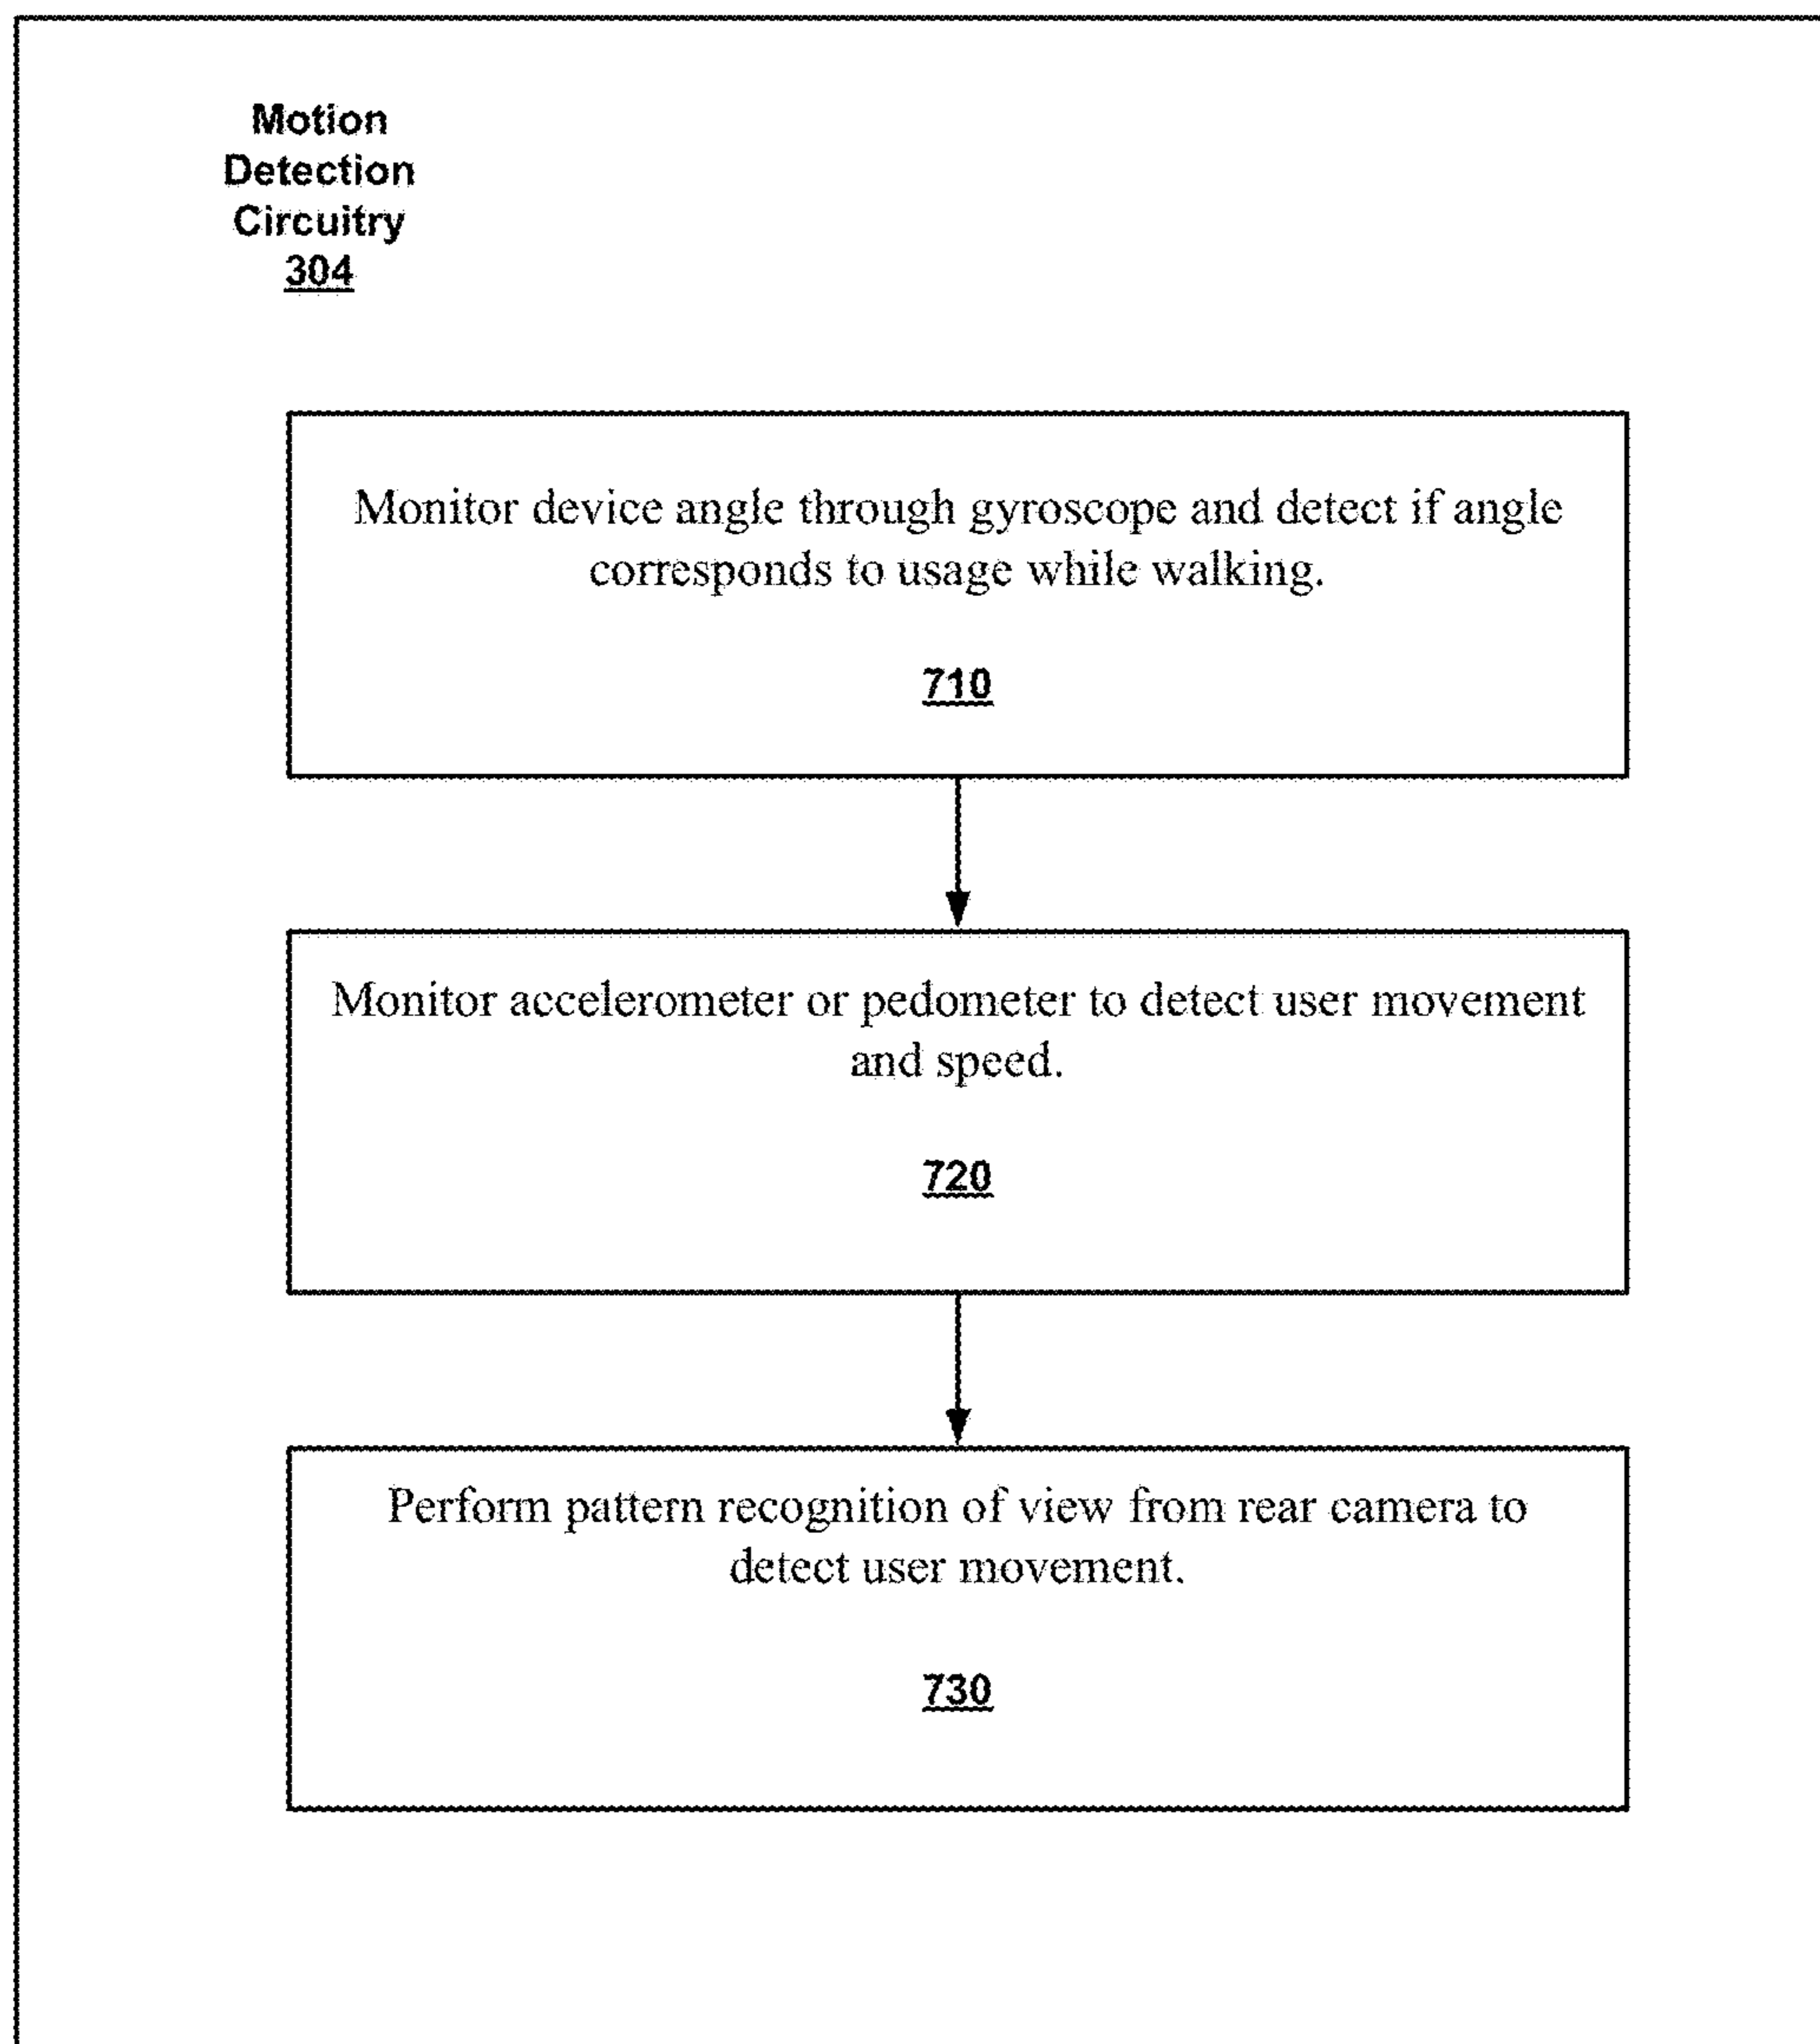 Motion
Detection
Circuitry
304
Monitor device angle through gyroscope and detect if angle
corresponds to usage while walking.
710
Monitor accelerometer or pedometer to detect user movement
and speed.
720
Perform pattern recognition of view from rear camera to
detect user movement.
730